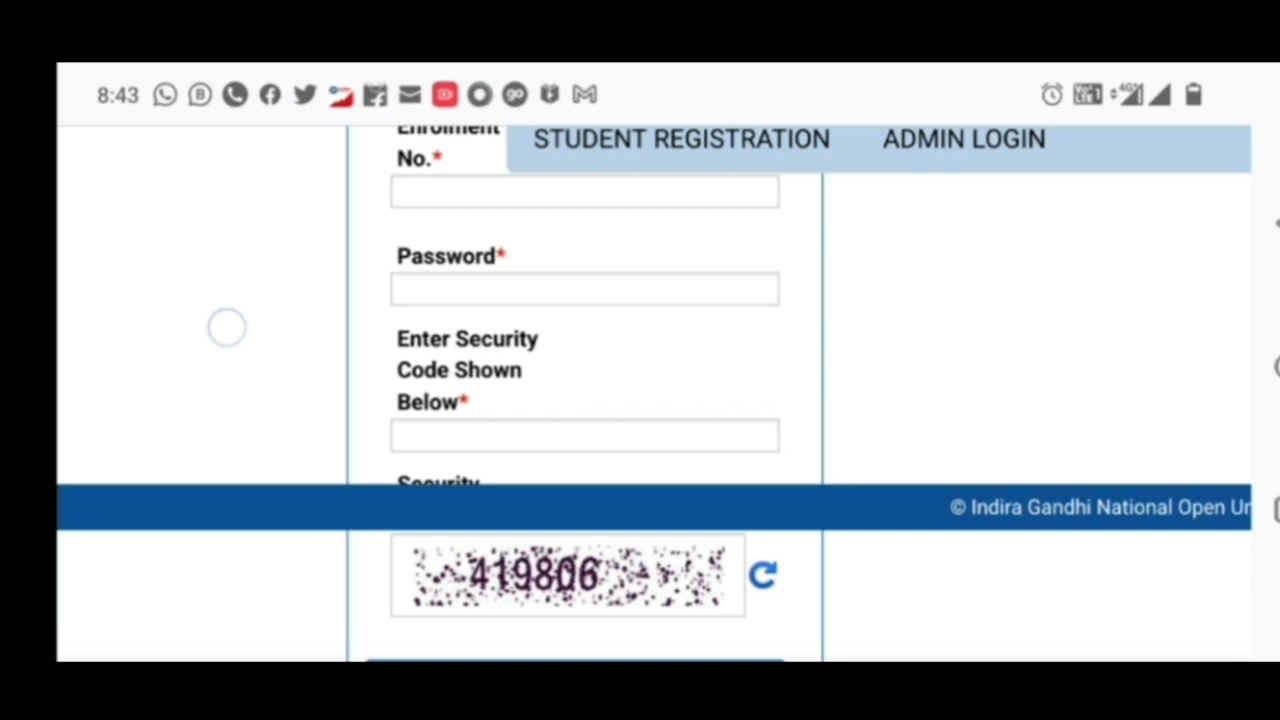 8:43
STUDENT REGISTRATION ADMIN LOGIN
Enrolment
No.*
Password*
Enter Security
Code Shown
Below*
Security
© Indira Gandhi National Open Un
419806